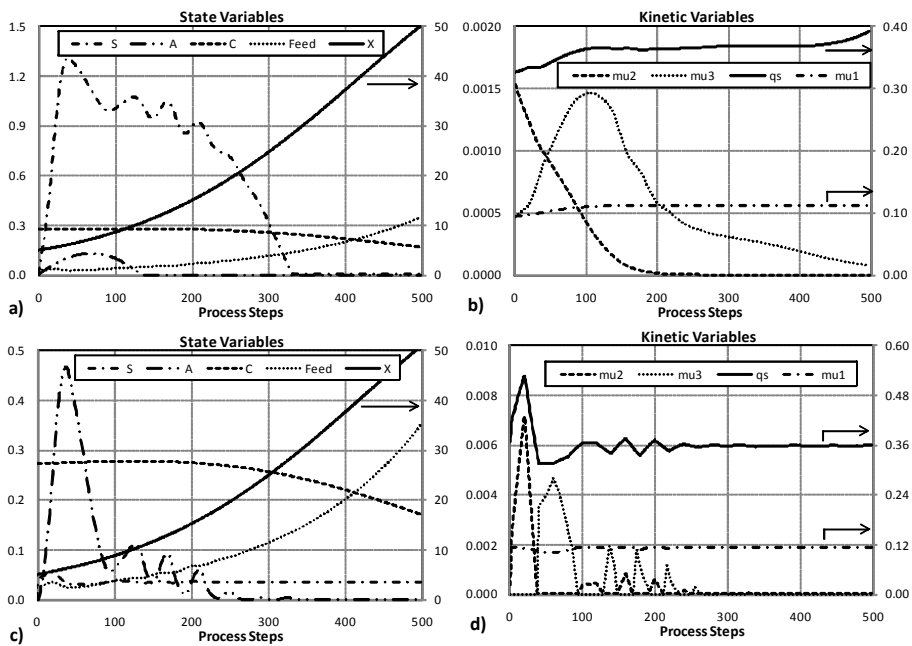 State Variables
S A C Feed X
1.5
1.2
0.9
0.6
0.3
0.0
50
40
30
20
10
0
0 100 200 300 400 500
Process Steps
a)
Kinetic Variables
mu2 mu3 qs mu1
0.0020
0.0015
0.0010
0.0005
0.0000
0.40
0.30
0.20
0.10
0.00
0 100 200 300 400 500
Process Steps
b)
State Variables
S A C Feed X
0.5
0.4
0.3
0.2
0.1
0.0
50
40
30
20
10
0
0 100 200 300 400 500
Process Steps
c)
Kinetic Variables
mu2 mu3 qs mu1
0.010
0.008
0.006
0.004
0.002
0.000
0.60
0.48
0.36
0.24
0.12
0.00
0 100 200 300 400 500
Process Steps
d)